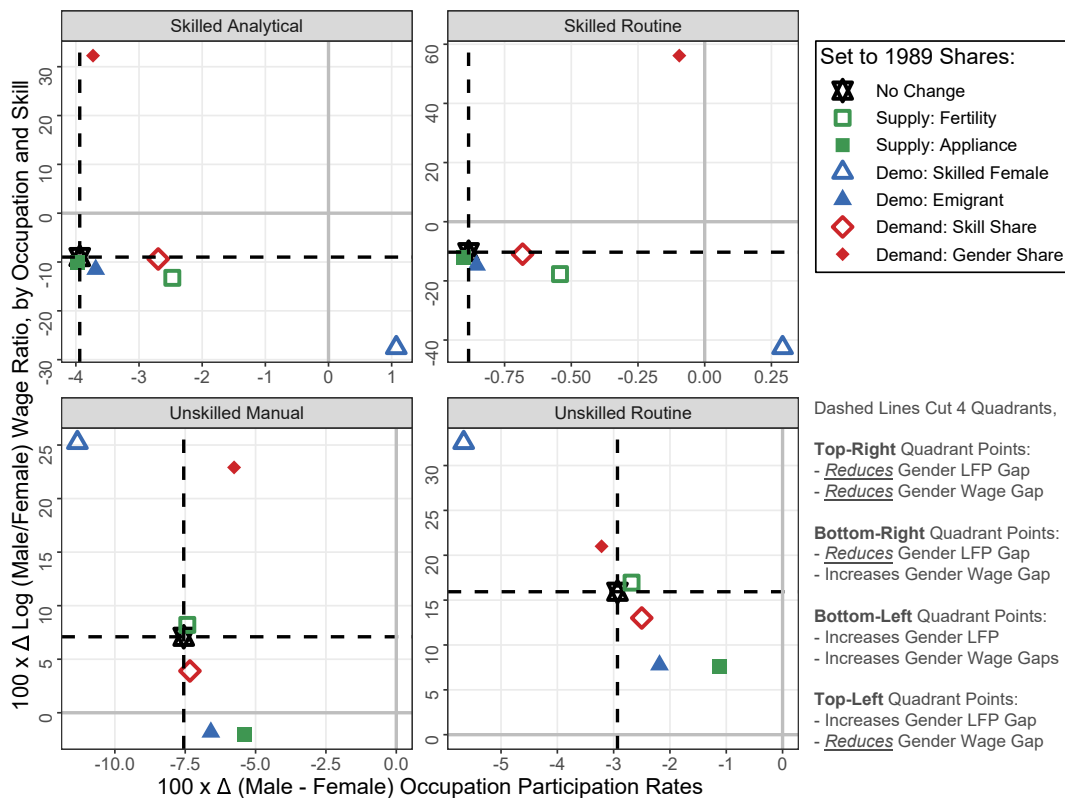 Skilled Analytical
Skilled Routine
30
20
10
0
-10
-20
-30
-4
-3
-2
-1
0
1
60
40
20
0
-20
-40
-0.75
-0.50
-0.25
0.00
0.25
Set to 1989 Shares:
No Change
Supply: Fertility
Supply: Appliance
Demo: Skilled Female
Demo: Emigrant
Demand: Skill Share
Demand: Gender Share
100 x Δ Log (Male/Female) Wage Ratio, by Occupation and Skill
Unskilled Manual
Unskilled Routine
25
20
15
10
5
0
-10.0
-7.5
-5.0
-2.5
0.0
30
25
20
15
10
5
0
-5
-4
-3
-2
-1
0
100 x Δ (Male - Female) Occupation Participation Rates
Dashed Lines Cut 4 Quadrants,
Top-Right Quadrant Points:
- Reduces Gender LFP Gap
- Reduces Gender Wage Gap
Bottom-Right Quadrant Points:
- Reduces Gender LFP Gap
- Increases Gender Wage Gap
Bottom-Left Quadrant Points:
- Increases Gender LFP
- Increases Gender Wage Gaps
Top-Left Quadrant Points:
- Increases Gender LFP Gap
- Reduces Gender Wage Gap